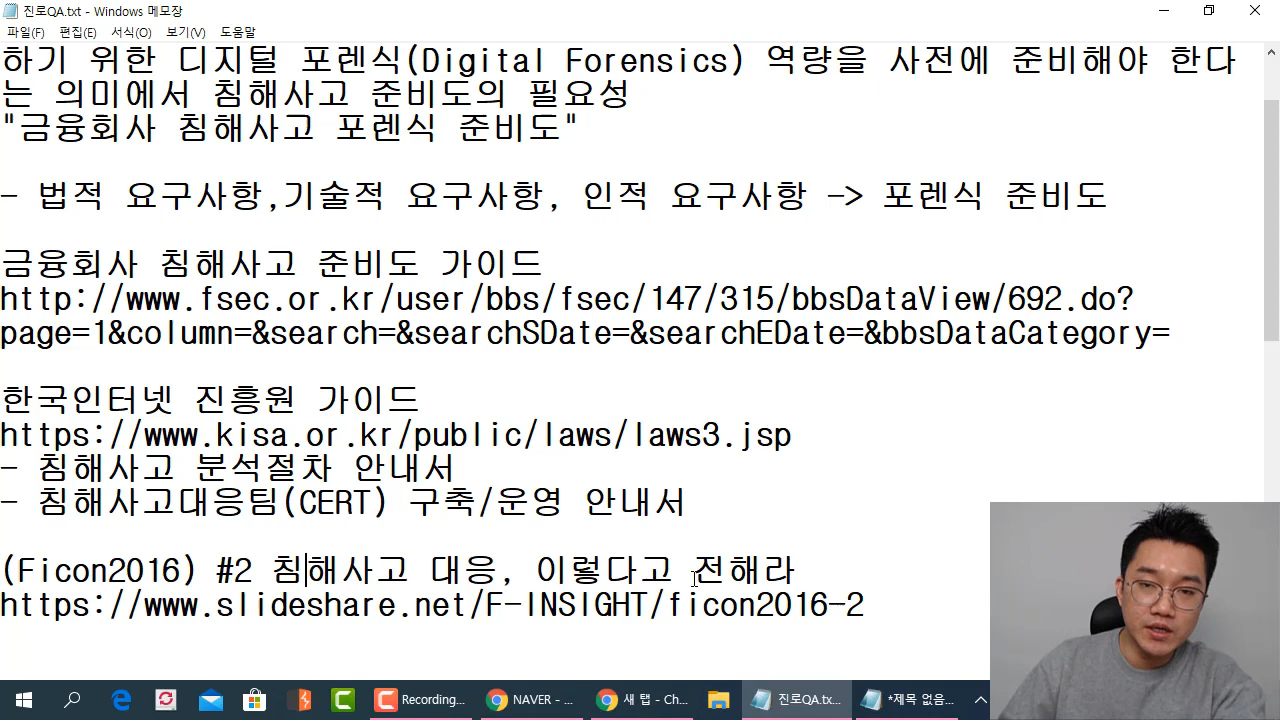 진로QA.txt - Windows 메모장
파일(F) 편집(E) 서식(O) 보기(V) 도움말
하기 위한 디지털 포렌식(Digital Forensics) 역량을 사전에 준비해야 한다
는 의미에서 침해사고 준비도의 필요성
"금융회사 침해사고 포렌식 준비도"
- 법적 요구사항,기술적 요구사항, 인적 요구사항 -> 포렌식 준비도
금융회사 침해사고 준비도 가이드
http://www.fsec.or.kr/user/bbs/fsec/147/315/bbsDataView/692.do?
page=1&column=&search=&searchSDate=&searchEDate=&bbsDataCategory=
한국인터넷 진흥원 가이드
https://www.kisa.or.kr/public/laws/laws3.jsp
- 침해사고 분석절차 안내서
- 침해사고대응팀(CERT) 구축/운영 안내서
(Ficon2016) #2 침해사고 대응, 이렇다고 전해라
https://www.slideshare.net/F-INSIGHT/ficon2016-2
Recording... NAVER - ... 새 탭 - Ch... 진로QA.tx... *제목 없음...